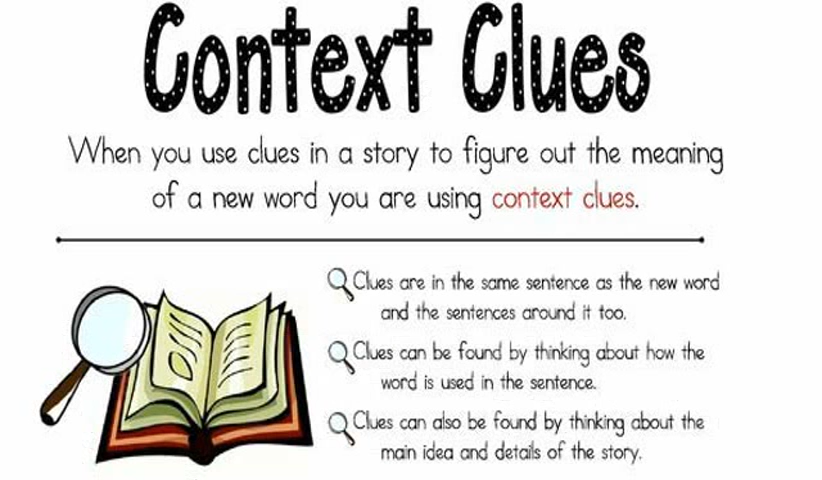 Context Clues
When you use clues in a story to figure out the meaning
of a new word you are using context clues.
Clues are in the same sentence as the new word
and the sentences around it too.
Clues can be found by thinking about how the
word is used in the sentence.
Clues can also be found by thinking about the
main idea and details of the story.